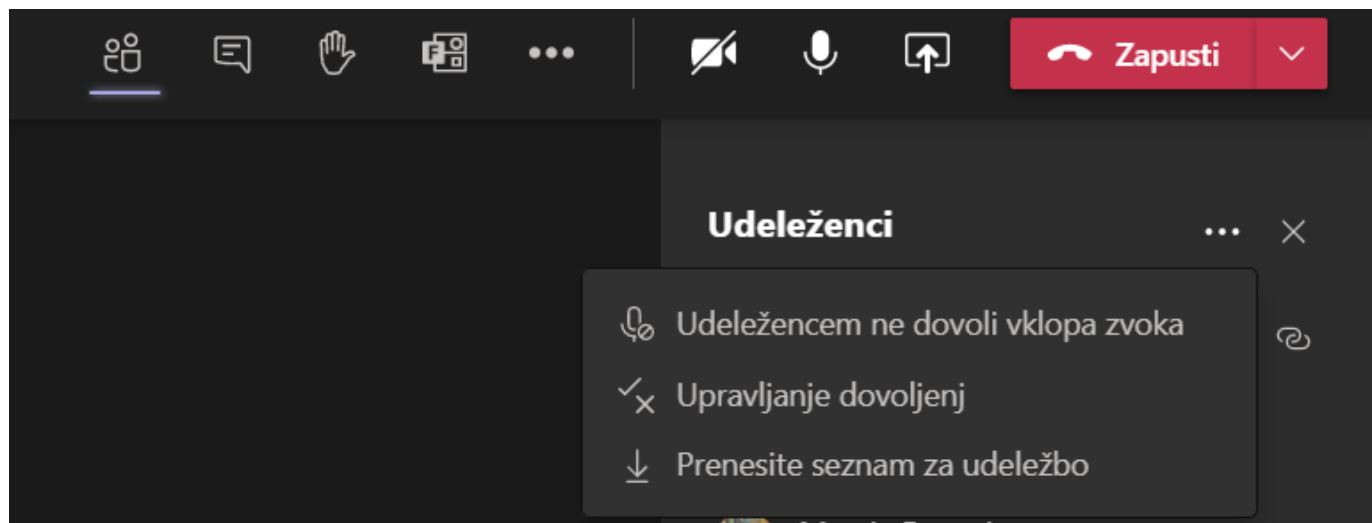 Zapusti
Udeleženci
Udeležencem ne dovoli vklopa zvoka
Upravljanje dovoljenj
Prenesite seznam za udeležbo